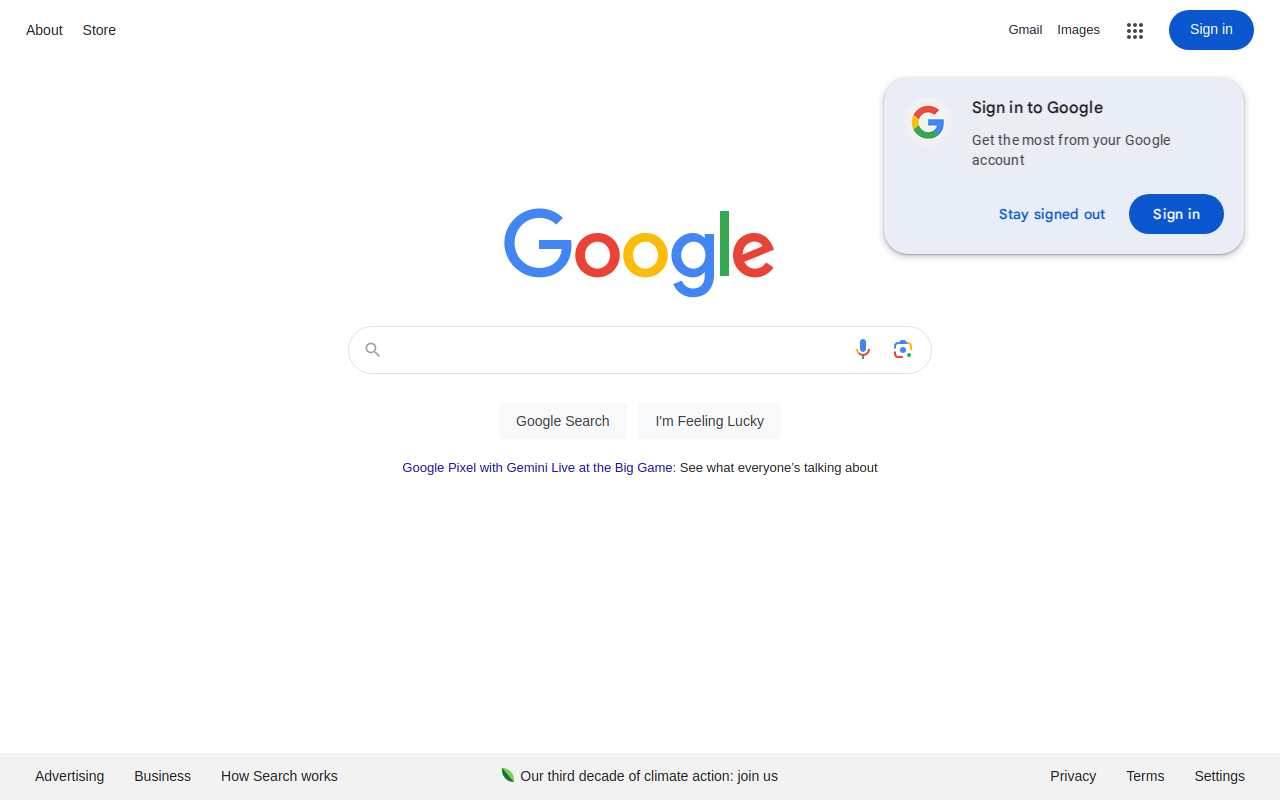 About
Store
Gmail
Images
Sign in
Sign in to Google
Get the most from your Google
account
Stay signed out
Sign in
Google
Google Search
I'm Feeling Lucky
Google Pixel with Gemini Live at the Big Game: See what everyone’s talking about
Advertising
Business
How Search works
Our third decade of climate action: join us
Privacy
Terms
Settings